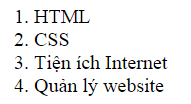 1. HTML
2. CSS
3. Tiện ích Internet
4. Quản lý website